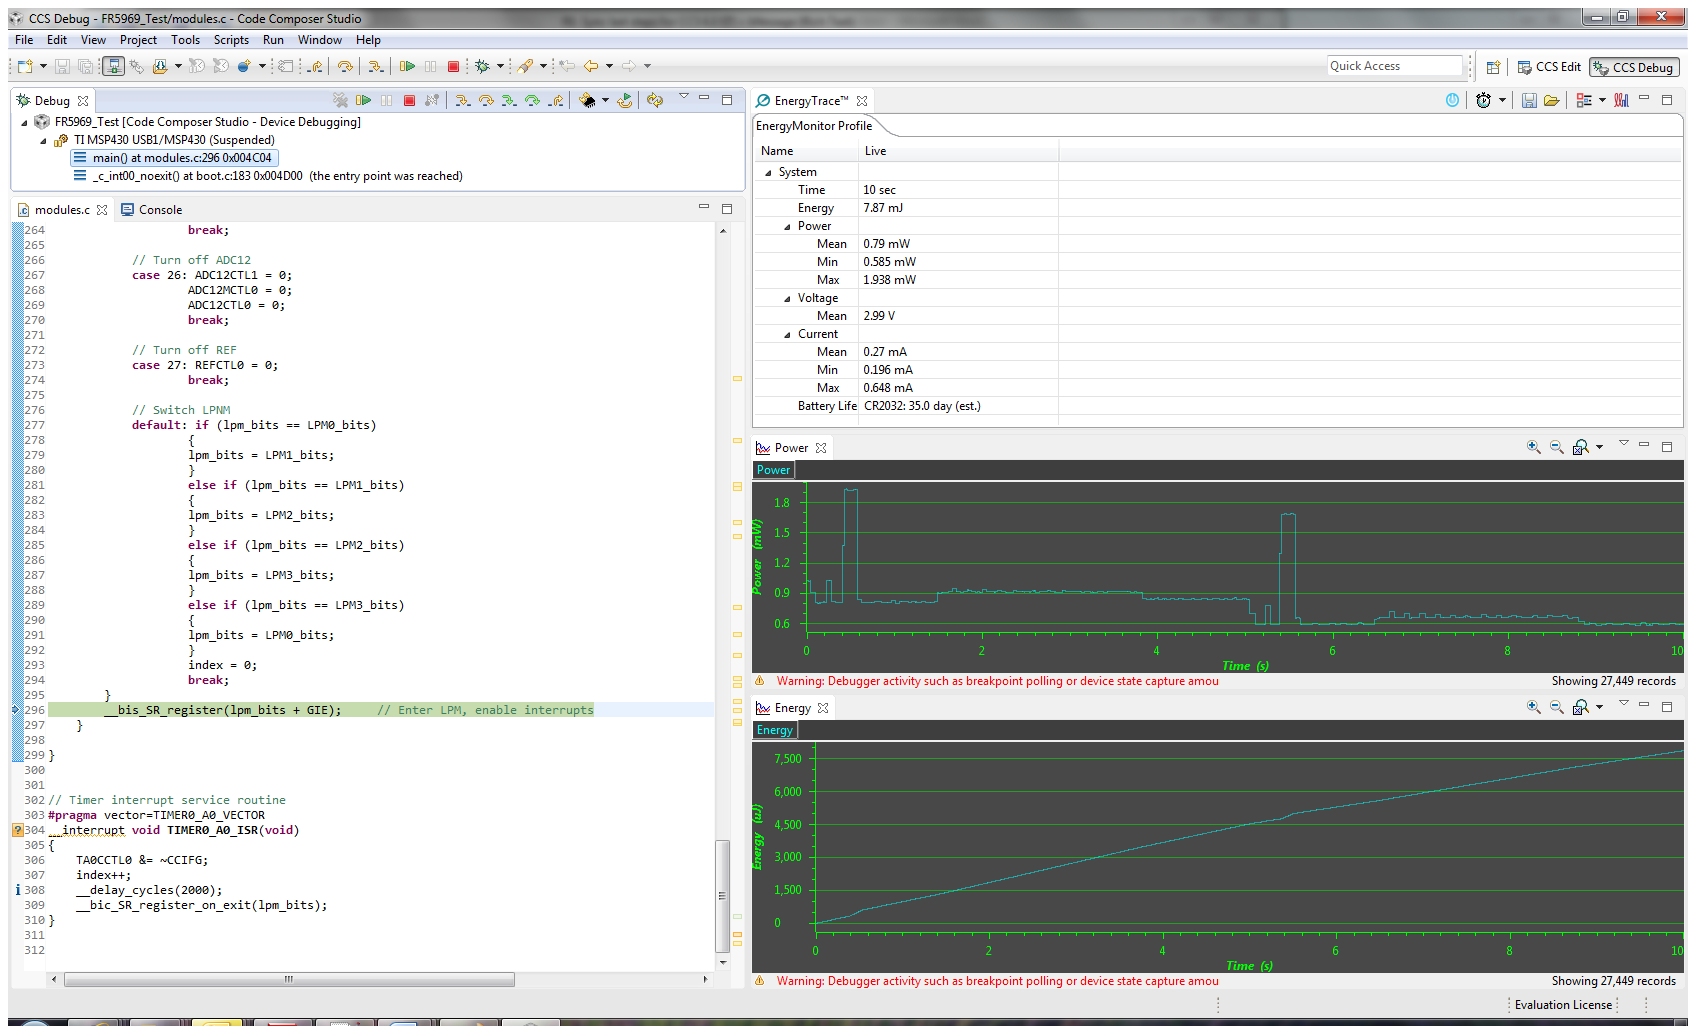 CCS Debug - FR5969_Test/modules.c - Code Composer Studio
File Edit View Project Tools Scripts Run Window Help
Quick Access
CCS Edit
CCS Debug
Debug
FR5969_Test [Code Composer Studio - Device Debugging]
TI MSP430 USB1/MSP430 (Suspended)
main() at modules.c:296 0x004C04
_c_int00_noexit() at boot.c:183 0x004D00 (the entry point was reached)
modules.c
Console
264 break;
265
266 // Turn off ADC12
267 case 26: ADC12CTL1 = 0;
268 ADC12MCTL0 = 0;
269 ADC12CTL0 = 0;
270 break;
271
272 // Turn off REF
273 case 27: REFCTL0 = 0;
274 break;
275
276 // Switch LPNM
277 default: if (lpm_bits == LPM0_bits)
278 {
279 lpm_bits = LPM1_bits;
280 }
281 else if (lpm_bits == LPM1_bits)
282 {
283 lpm_bits = LPM2_bits;
284 }
285 else if (lpm_bits == LPM2_bits)
286 {
287 lpm_bits = LPM3_bits;
288 }
289 else if (lpm_bits == LPM3_bits)
290 {
291 lpm_bits = LPM0_bits;
292 }
293 index = 0;
294 break;
295 }
296 __bis_SR_register(lpm_bits + GIE); // Enter LPM, enable interrupts
297 }
298
299 }
300
301
302 // Timer interrupt service routine
303 #pragma vector=TIMER0_A0_VECTOR
304 __interrupt void TIMER0_A0_ISR(void)
305 {
306 TA0CCTL0 &= ~CCIFG;
307 index++;
308 __delay_cycles(2000);
309 __bic_SR_register_on_exit(lpm_bits);
310 }
311
312
EnergyTrace™
EnergyMonitor Profile
Name Live
System
Time 10 sec
Energy 7.87 mJ
Power
Mean 0.79 mW
Min 0.585 mW
Max 1.938 mW
Voltage
Mean 2.99 V
Current
Mean 0.27 mA
Min 0.196 mA
Max 0.648 mA
Battery Life CR2032: 35.0 day (est.)
Power
Power
Power (mW)
1.8
1.5
1.2
0.9
0.6
0 2 4 6 8 10
Time (s)
Warning: Debugger activity such as breakpoint polling or device state capture amou
Showing 27,449 records
Energy
Energy
Energy (uJ)
7,500
6,000
4,500
3,000
1,500
0
0 2 4 6 8 10
Time (s)
Warning: Debugger activity such as breakpoint polling or device state capture amou
Showing 27,449 records
Evaluation License